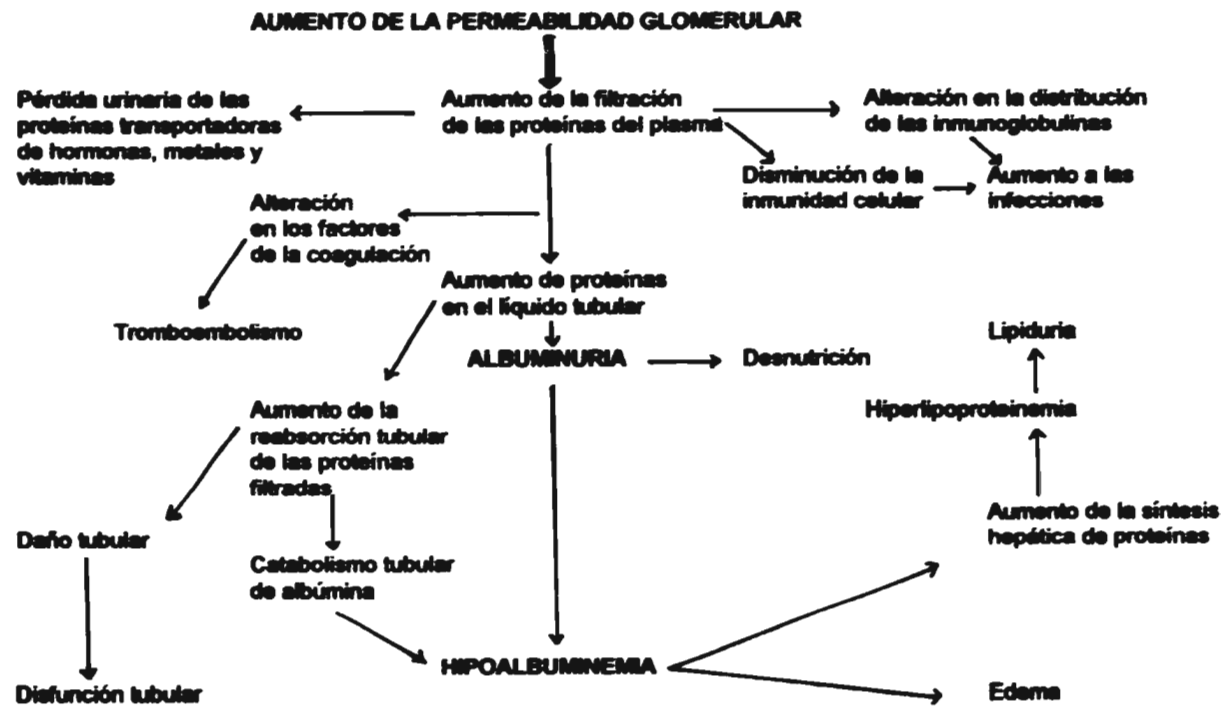 AUMENTO DE LA PERMEABILIDAD GLOMERULAR
Pérdida urinaria de las
proteínas transportadoras
de hormonas, metales y
vitaminas
Aumento de la filtración
de las proteínas del plasma
Alteración en la distribución
de las inmunoglobulinas
Disminución de la
inmunidad celular
Aumento a las
infecciones
Alteración
en los factores
de la coagulación
Aumento de proteínas
en el líquido tubular
Tromboembolismo
ALBUMINURIA
Desnutrición
Lipiduria
Hiperlipoproteinemia
Aumento de la
reabsorción tubular
de las proteínas
filtradas
Aumento de la síntesis
hepática de proteínas
Daño tubular
Catabolismo tubular
de albúmina
HIPOALBUMINEMIA
Disfunción tubular
Edema